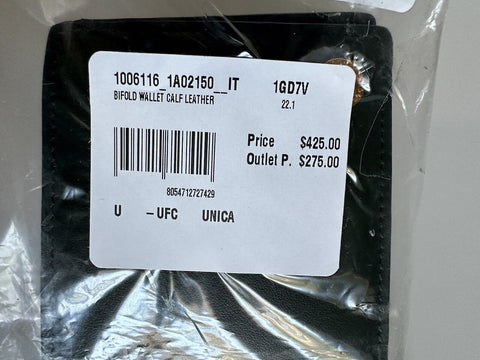 1006116_1A02150__IT 1GD7V
BIFOLD WALLET CALF LEATHER 22.1
Price $425.00
Outlet P. $275.00
8054712727429
U -UFC UNICA